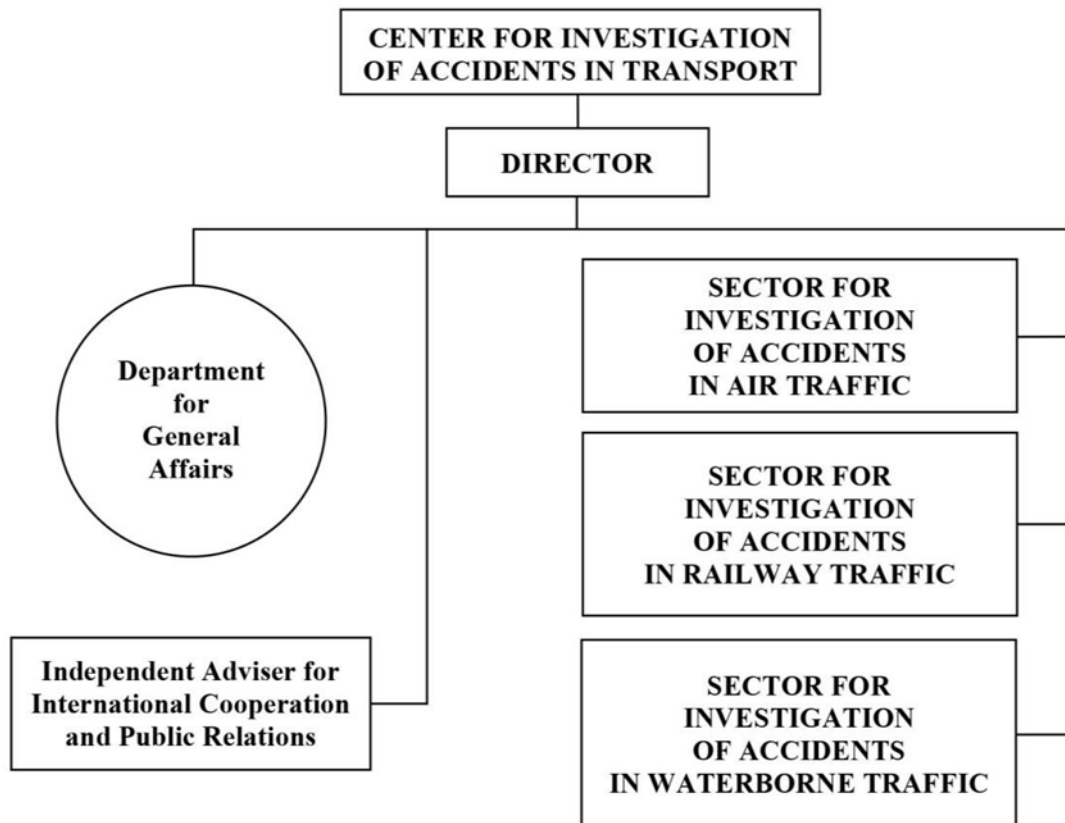 CENTER FOR INVESTIGATION
OF ACCIDENTS IN TRANSPORT
DIRECTOR
Department
for
General
Affairs
Independent Adviser for
International Cooperation
and Public Relations
SECTOR FOR
INVESTIGATION
OF ACCIDENTS
IN AIR TRAFFIC
SECTOR FOR
INVESTIGATION
OF ACCIDENTS
IN RAILWAY TRAFFIC
SECTOR FOR
INVESTIGATION
OF ACCIDENTS
IN WATERBORNE TRAFFIC